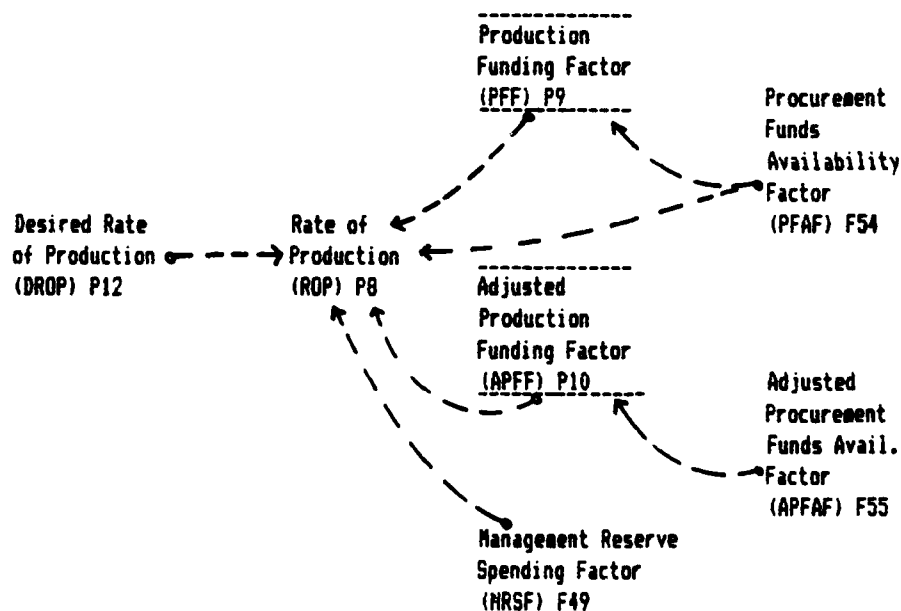 Production
Funding Factor
(PFF) P9
Procurement
Funds
Availability
Factor
(PFAF) F54
Desired Rate
of Production
(DROP) P12
Rate of
Production
(ROP) P8
Adjusted
Production
Funding Factor
(APFF) P10
Adjusted
Procurement
Funds Avail.
Factor
(APFAF) F55
Management Reserve
Spending Factor
(MRSF) F49